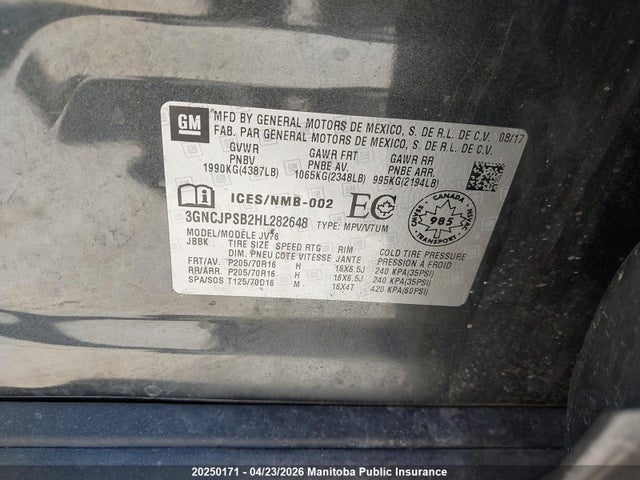 GM
MFD BY GENERAL MOTORS DE MEXICO, S. DE R.L. DE C.V. 08/17
FAB. PAR GENERAL MOTORS DE MEXICO, S. DE R.L. DE C.V.
GVWR GAWR FRT GAWR RR
PNBV PNBE AV. PNBE ARR.
1990KG(4387LB) 1065KG(2348LB) 995KG(2194LB)
ICES/NMB-002 EC
CANADA
985
TRANSPORT
3GNCJPSB2HL282648 TYPE: MPV/VTUM
MODEL/MODÈLE JV76
JBBK TIRE SIZE SPEED RTG RIM COLD TIRE PRESSURE
DIM. PNEU COTE VITESSE JANTE PRESSION À FROID
FRT/AV. P205/70R16 H 16X6.5J 240 KPA(35PSI)
RR/ARR. P205/70R16 H 16X6.5J 240 KPA(35PSI)
SPA/SOS T125/70D16 M 16X4T 420 KPA(60PSI)
20250171 - 04/23/2026 Manitoba Public Insurance